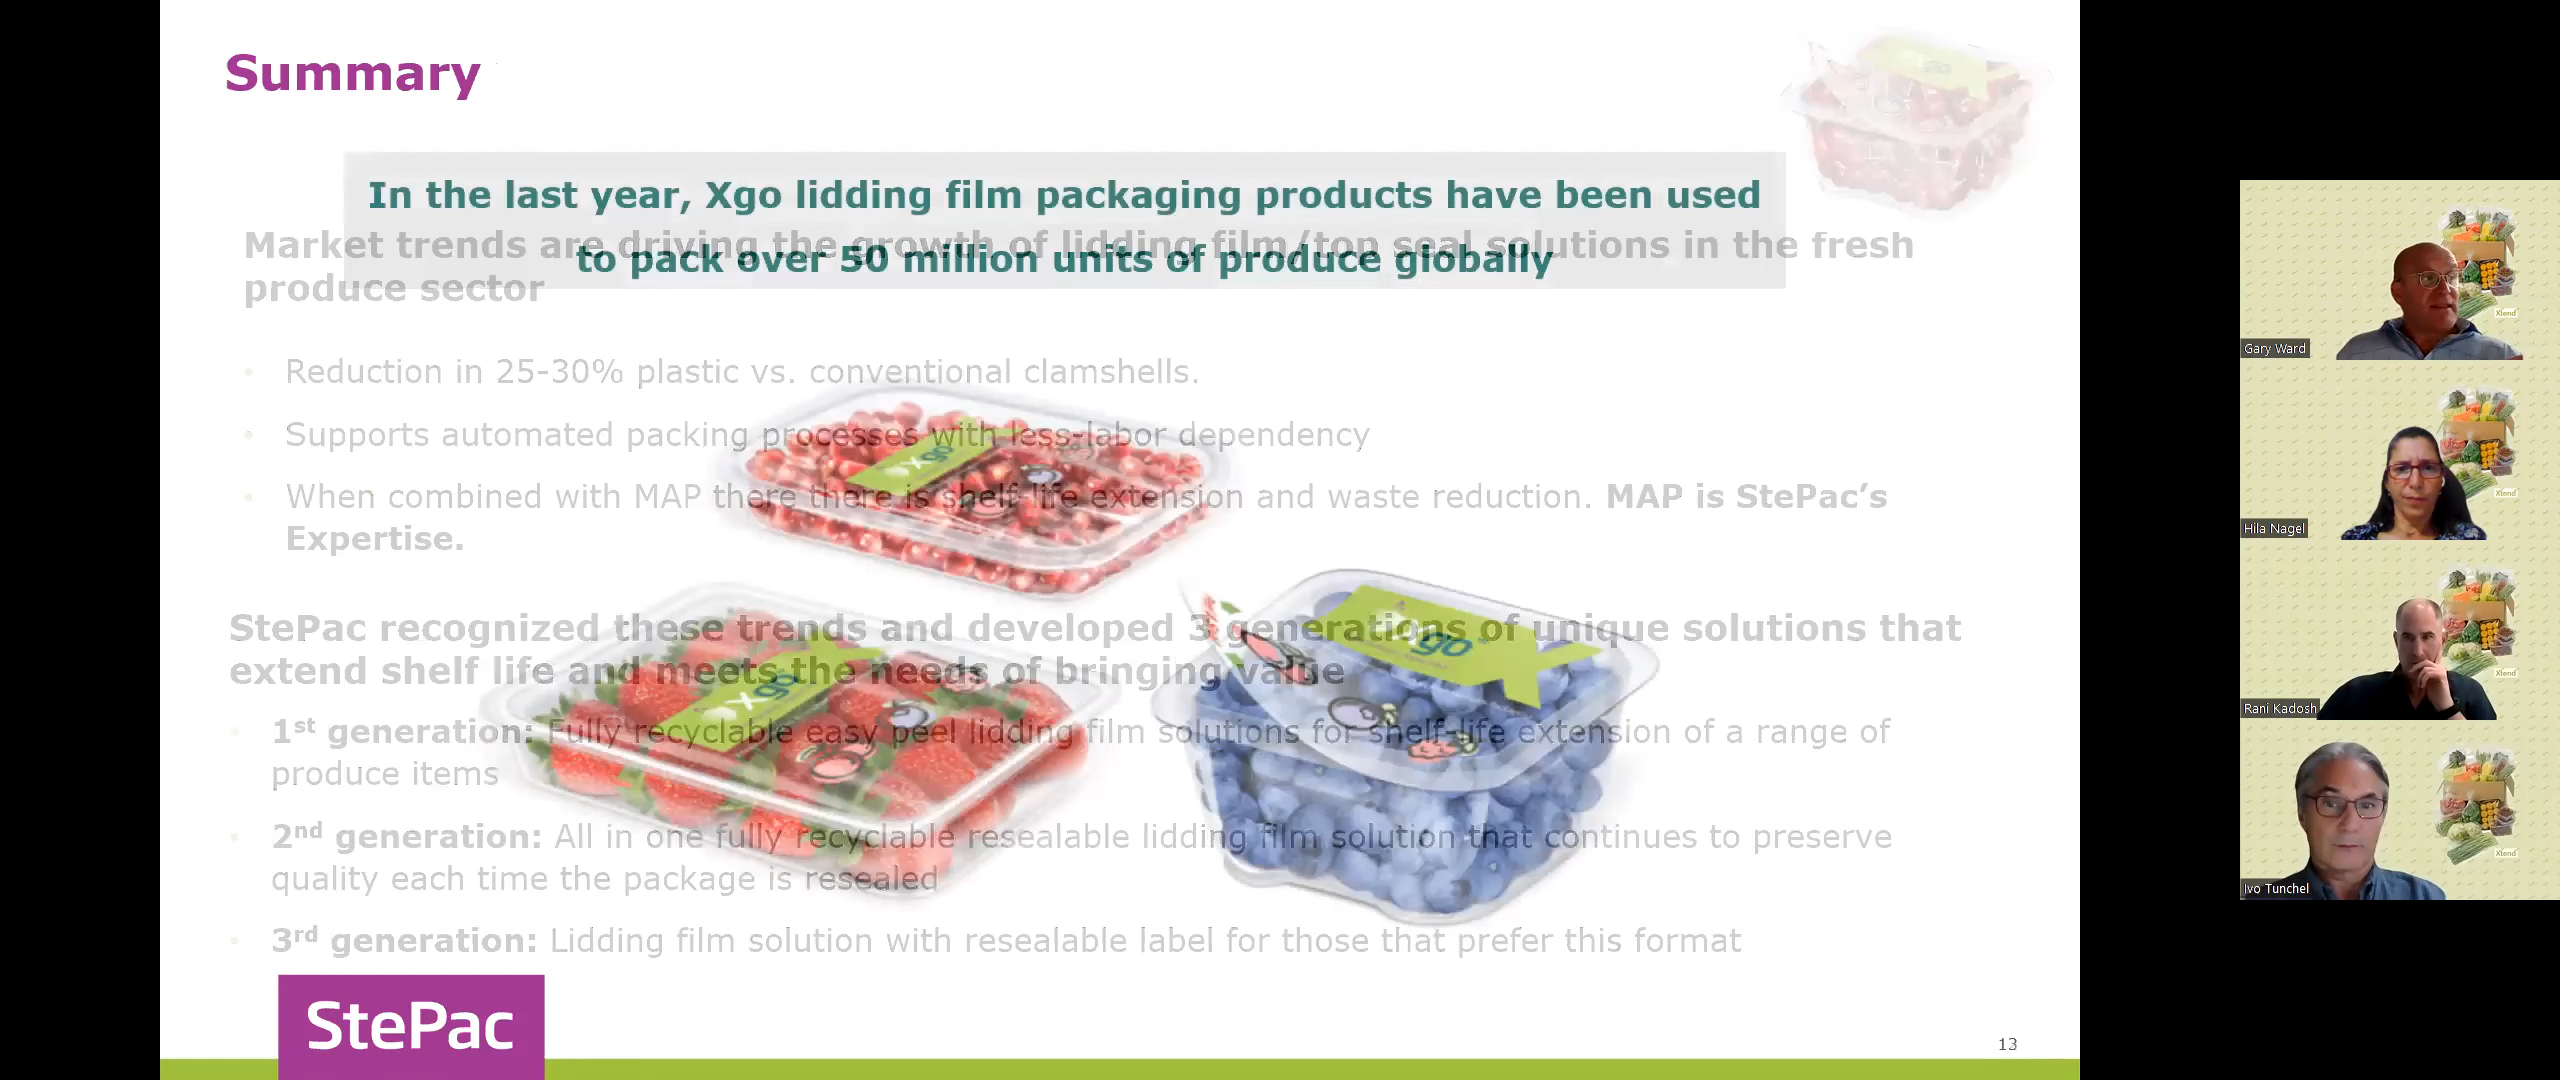 Summary
In the last year, Xgo lidding film packaging products have been used
to pack over 50 million units of produce globally
Market trends are driving the growth of lidding film/top seal solutions in the fresh
produce sector
• Reduction in 25-30% plastic vs. conventional clamshells.
• Supports automated packing processes with less-labor dependency
• When combined with MAP there there is shelf-life extension and waste reduction. MAP is StePac’s
Expertise.
StePac recognized these trends and developed 3 generations of unique solutions that
extend shelf life and meets the needs of bringing value
• 1st generation: Fully recyclable easy peel lidding film solutions for shelf-life extension of a range of
produce items
• 2nd generation: All in one fully recyclable resealable lidding film solution that continues to preserve
quality each time the package is resealed
• 3rd generation: Lidding film solution with resealable label for those that prefer this format
xgo
xgo
go
go
StePac
13
Gary Ward
Xtend
Hila Nagel
Xtend
Rani Kadosh
Xtend
Ivo Tunchel
Xtend